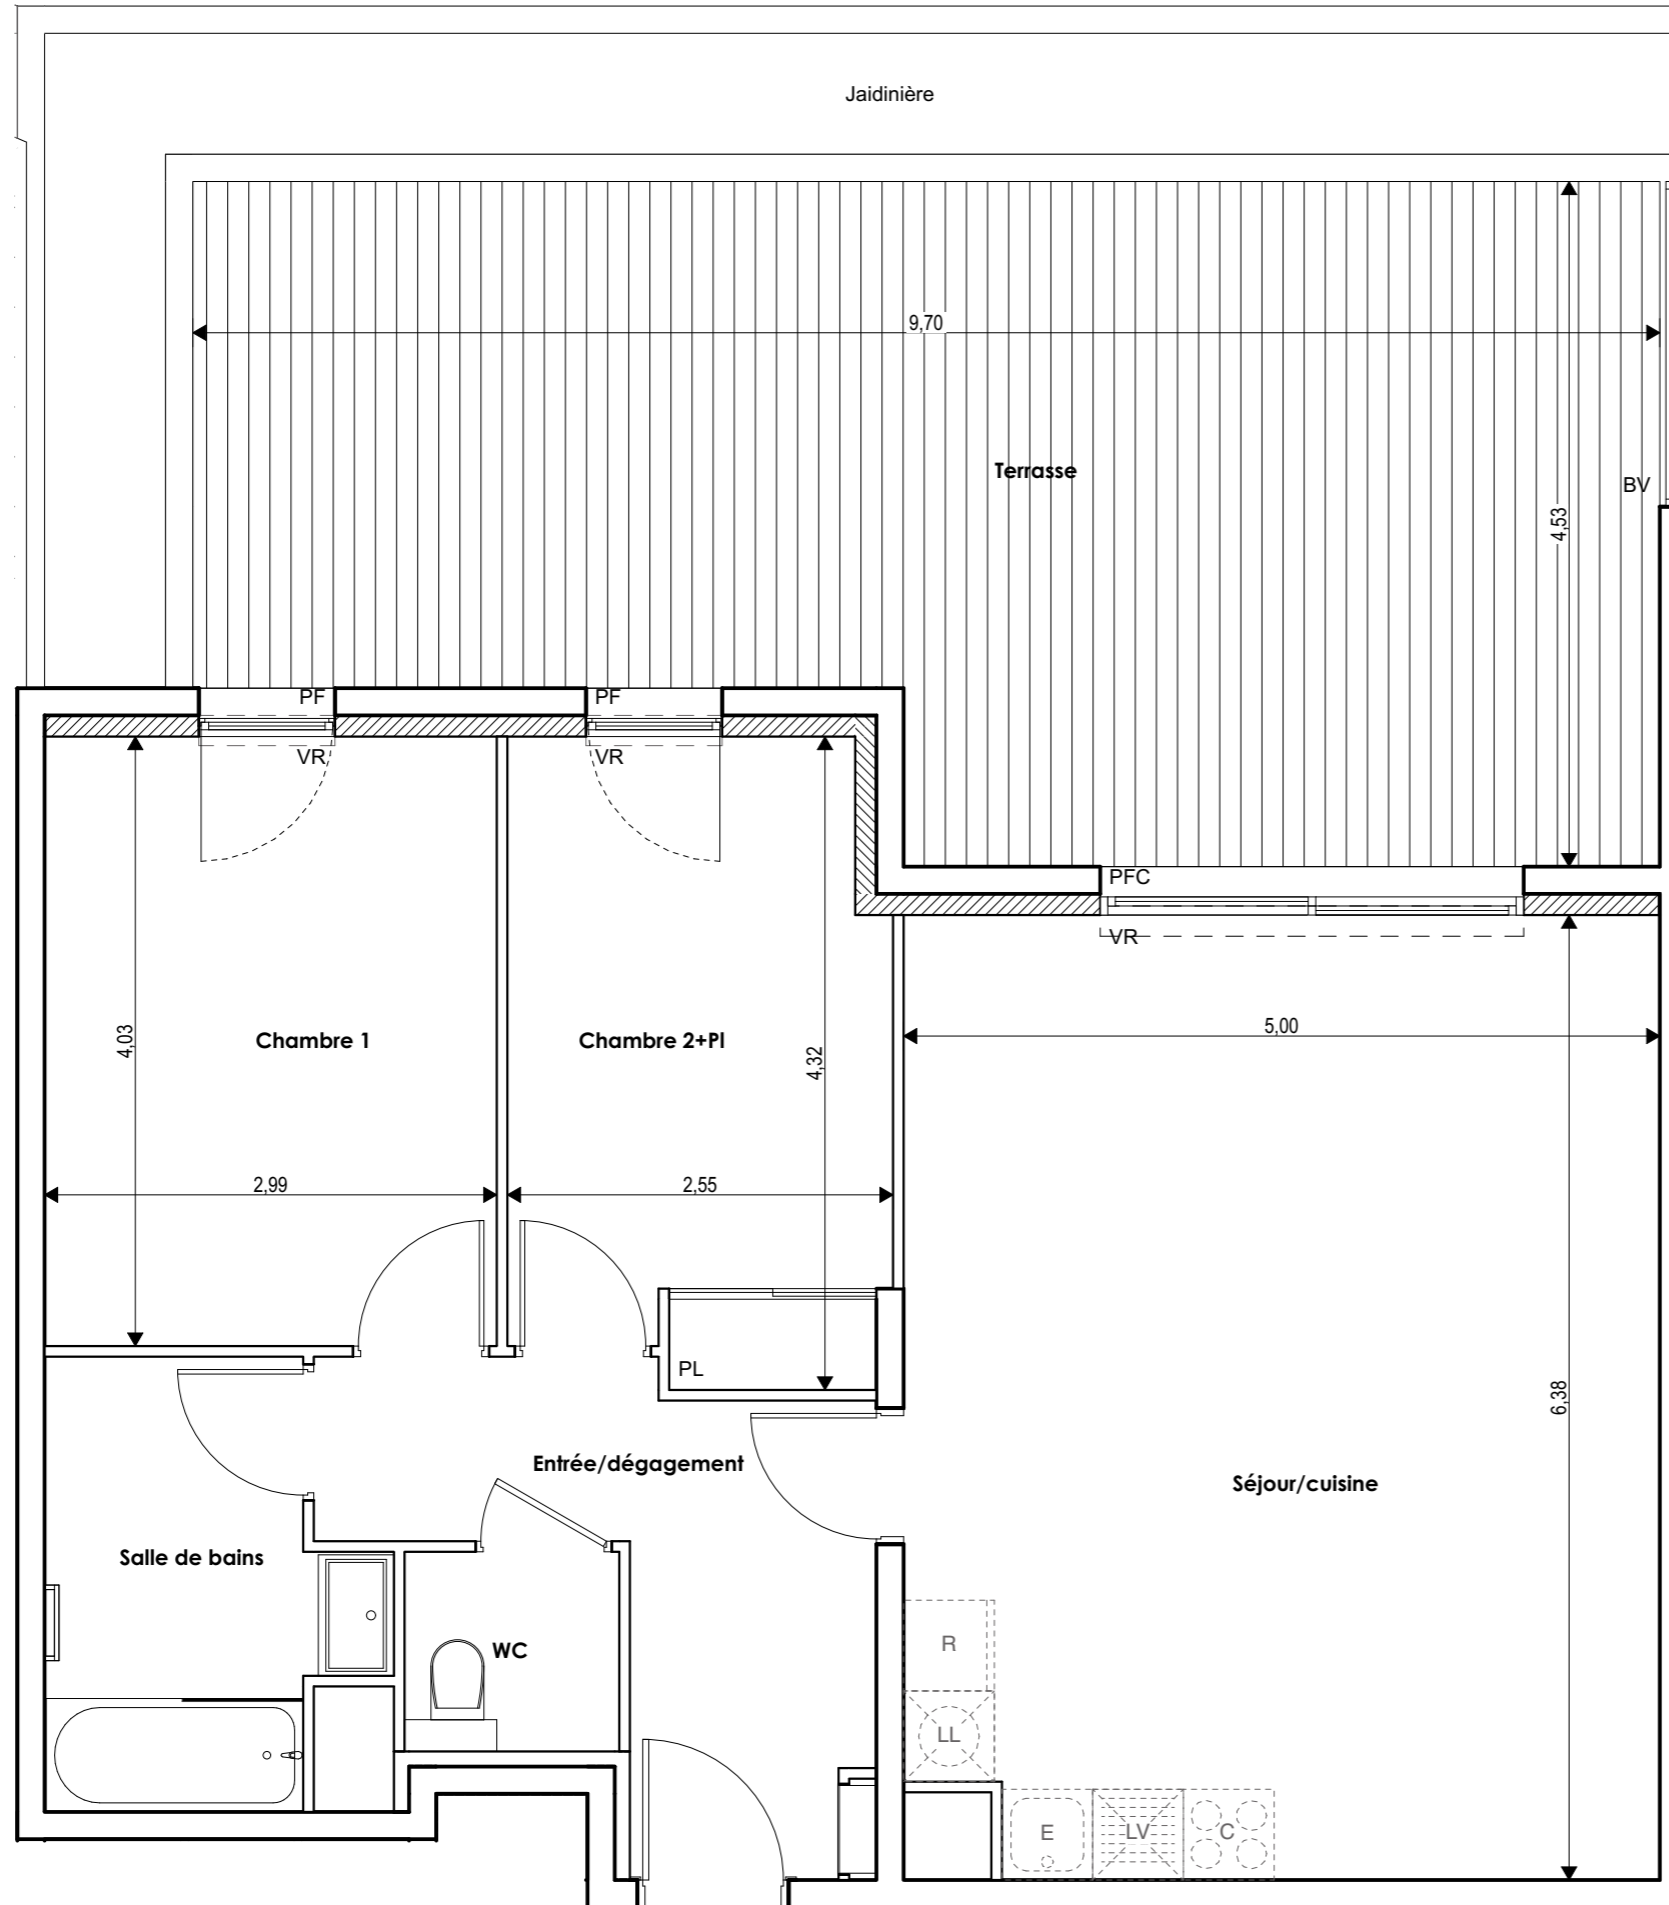 Jaidinière
9,70
Terrasse
BV
4,53
PF
PF
VR
VR
PFC
VR
5,00
4,03
Chambre 1
Chambre 2+Pl
4,32
2,99
2,55
PL
6,38
Entrée/dégagement
Séjour/cuisine
Salle de bains
R
WC
LL
E
LV
C